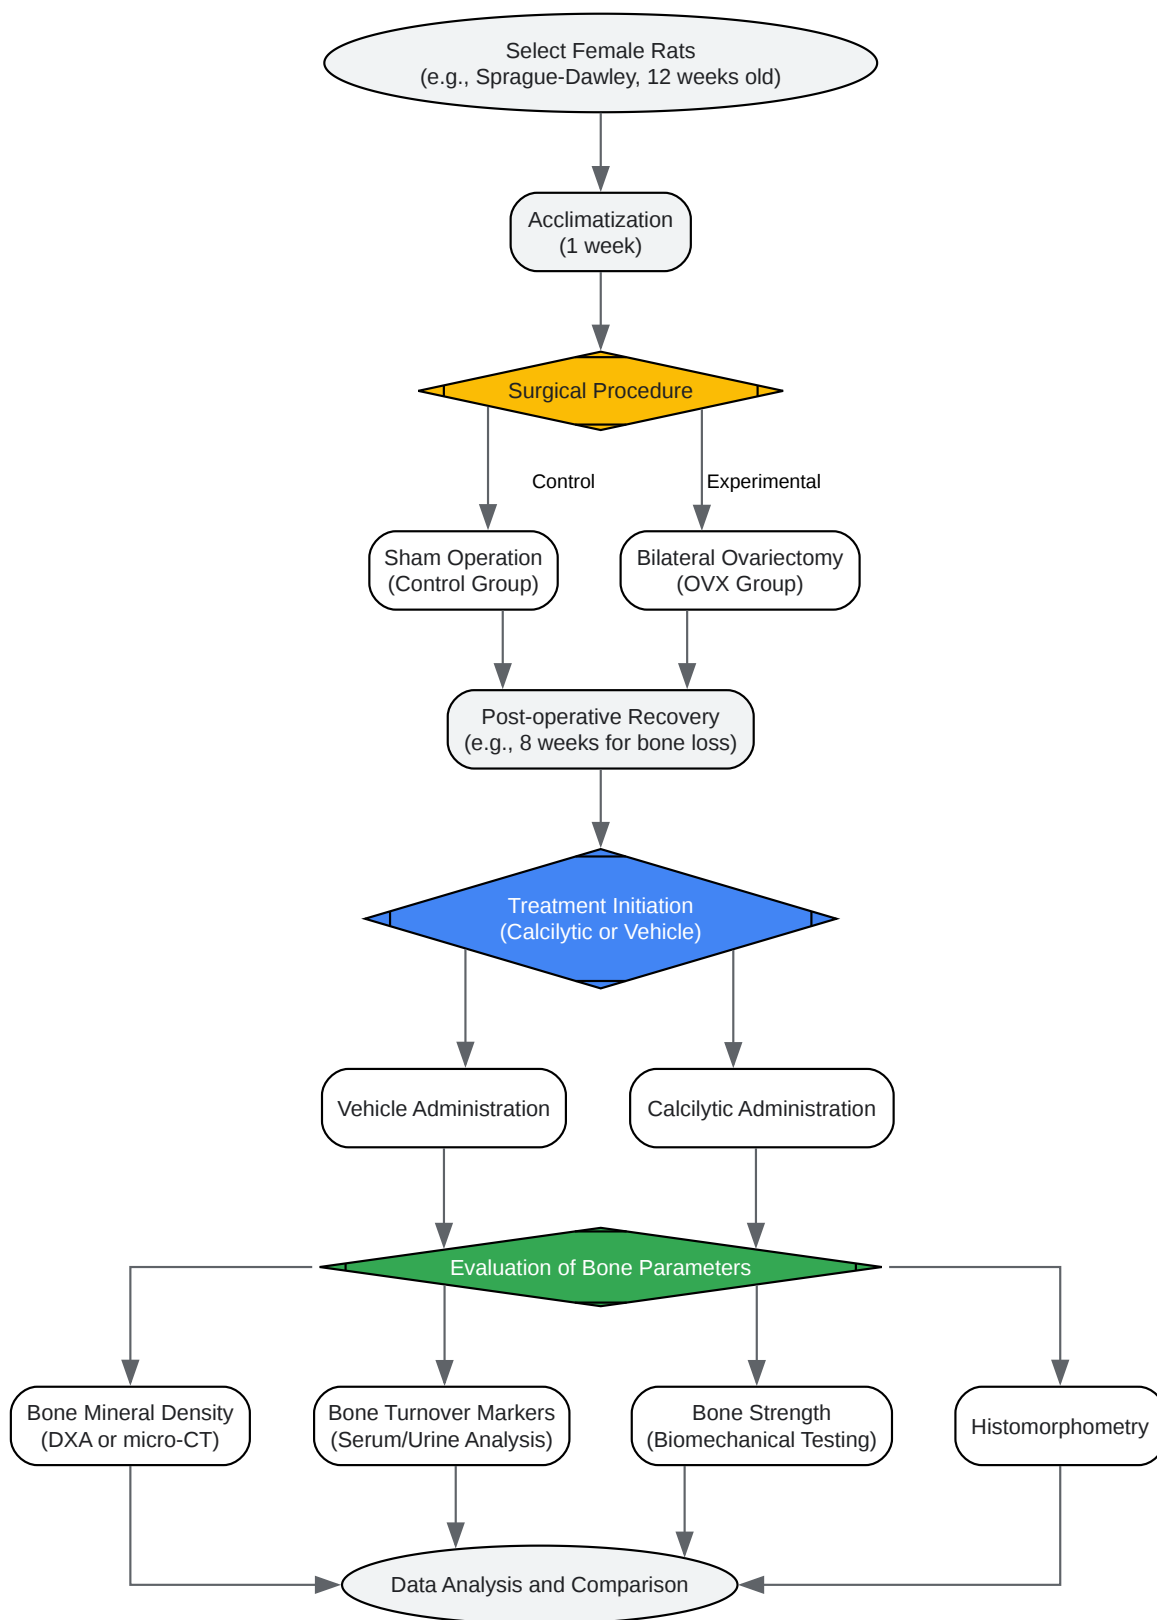 Select Female Rats
(e.g., Sprague-Dawley, 12 weeks old)
Acclimatization
(1 week)
Surgical Procedure
Control
Experimental
Sham Operation
(Control Group)
Bilateral Ovariectomy
(OVX Group)
Post-operative Recovery
(e.g., 8 weeks for bone loss)
Treatment Initiation
(Calcilytic or Vehicle)
Vehicle Administration
Calcilytic Administration
Evaluation of Bone Parameters
Bone Mineral Density
(DXA or micro-CT)
Bone Turnover Markers
(Serum/Urine Analysis)
Bone Strength
(Biomechanical Testing)
Histomorphometry
Data Analysis and Comparison